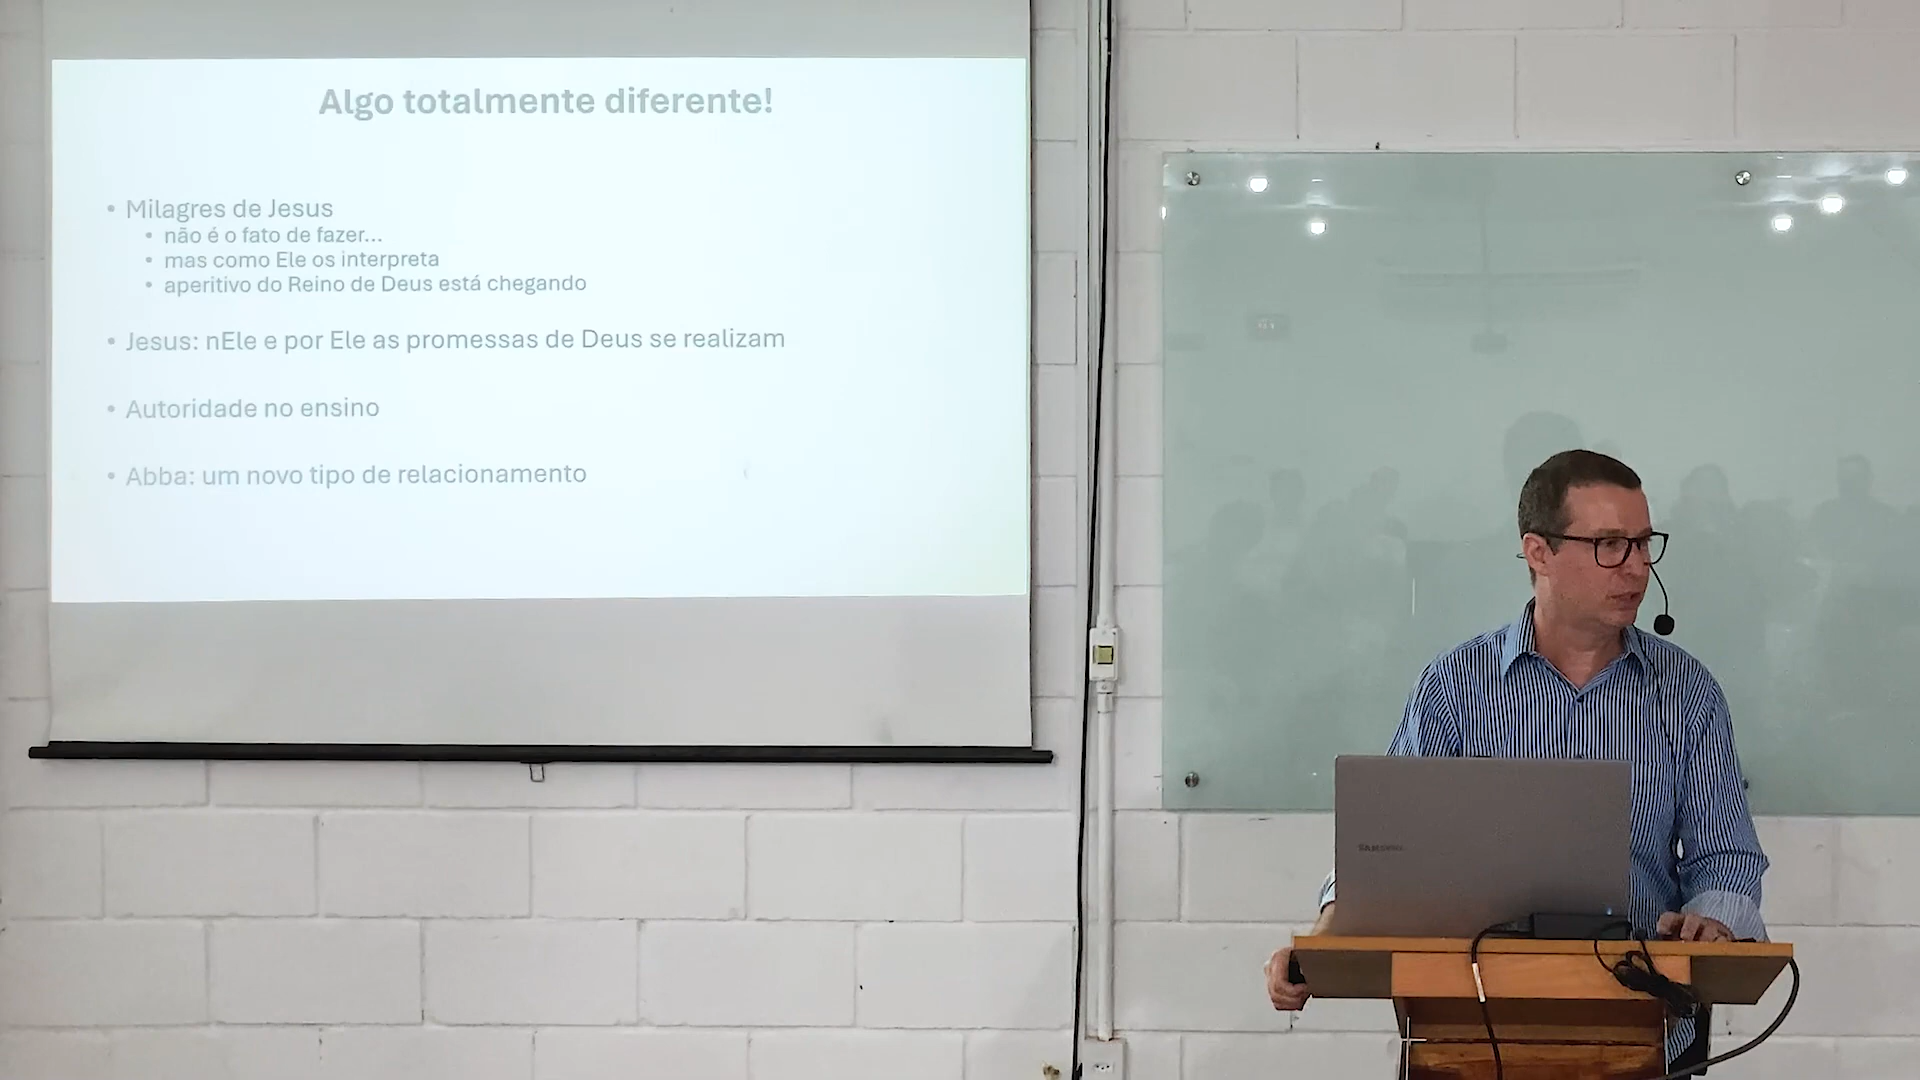 Algo totalmente diferente!
• Milagres de Jesus
• não é o fato de fazer...
• mas como Ele os interpreta
• aperitivo do Reino de Deus está chegando
• Jesus: nEle e por Ele as promessas de Deus se realizam
• Autoridade no ensino
• Abba: um novo tipo de relacionamento
SAMSUNG